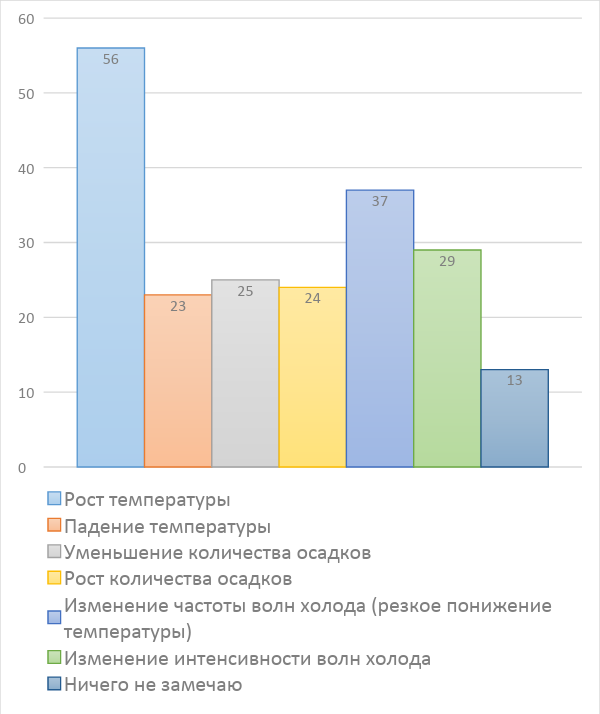 60
56
50
40
37
30
29
25
24
23
20
13
10
0
Рост температуры
Падение температуры
Уменьшение количества осадков
Рост количества осадков
Изменение частоты волн холода (резкое понижение
температуры)
Изменение интенсивности волн холода
Ничего не замечаю